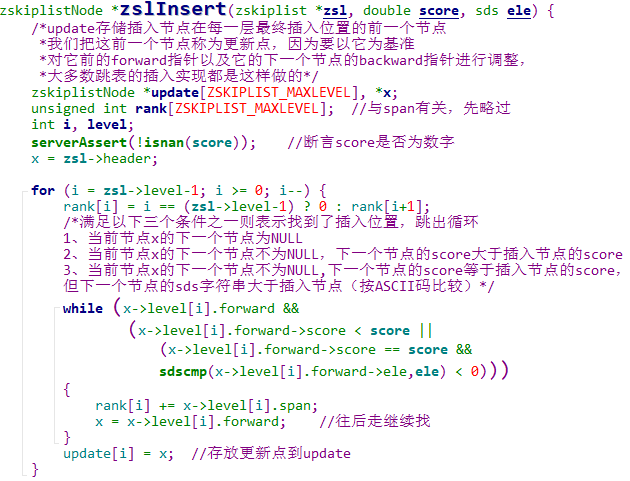 zskiplistNode *zslInsert(zskiplist *zsl, double score, sds ele) {
/*update存储插入节点在每一层最终插入位置的前一个节点
*我们把这前一个节点称为更新点，因为要以它为基准
*对它前的forward指针以及它的下一个节点的backward指针进行调整，
*大多数跳表的插入实现都是这样做的*/
zskiplistNode *update[ZSKIPLIST_MAXLEVEL], *x;
unsigned int rank[ZSKIPLIST_MAXLEVEL]; //与span有关，先略过
int i, level;
serverAssert(!isnan(score)); //断言score是否为数字
x = zsl->header;
for (i = zsl->level-1; i >= 0; i--) {
rank[i] = i == (zsl->level-1) ? 0 : rank[i+1];
/*满足以下三个条件之一则表示找到了插入位置，跳出循环
1、当前节点x的下一个节点为NULL
2、当前节点x的下一个节点不为NULL，下一个节点的score大于插入节点的score
3、当前节点x的下一个节点不为NULL,下一个节点的score等于插入节点的score，
但下一个节点的sds字符串大于插入节点（按ASCII码比较）*/
while (x->level[i].forward &&
(x->level[i].forward->score < score ||
(x->level[i].forward->score == score &&
sdscmp(x->level[i].forward->ele,ele) < 0)))
{
rank[i] += x->level[i].span;
x = x->level[i].forward; //往后走继续找
}
update[i] = x; //存放更新点到update
}